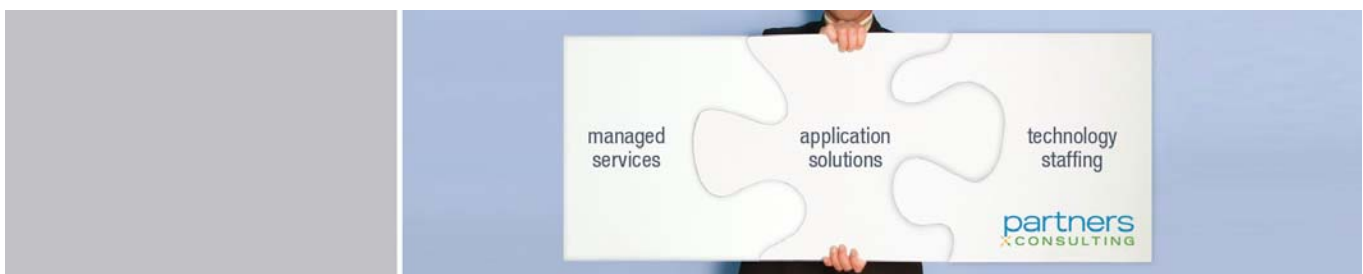 managed
services
application
solutions
technology
staffing
partners
CONSULTING